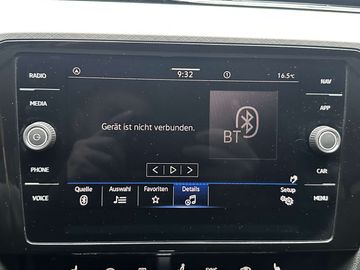 RADIO
9:32
16.5°C
NAV
MEDIA
APP
Gerät ist nicht verbunden.
BT
PHONE
CAR
VOICE
Quelle
Auswahl
Favoriten
Details
Setup
MENU